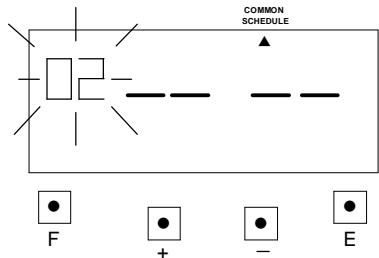 COMMON
SCHEDULE
02 -- --
F + - E